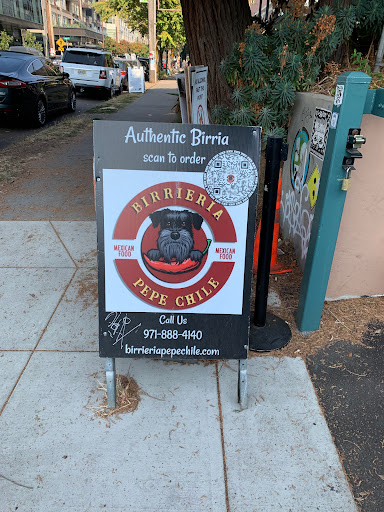 Authentic Birria
scan to order
BIRRIERIA
MEXICAN
FOOD
MEXICAN
FOOD
PEPE CHILE
Call Us
971-888-4140
birrieriapepechile.com